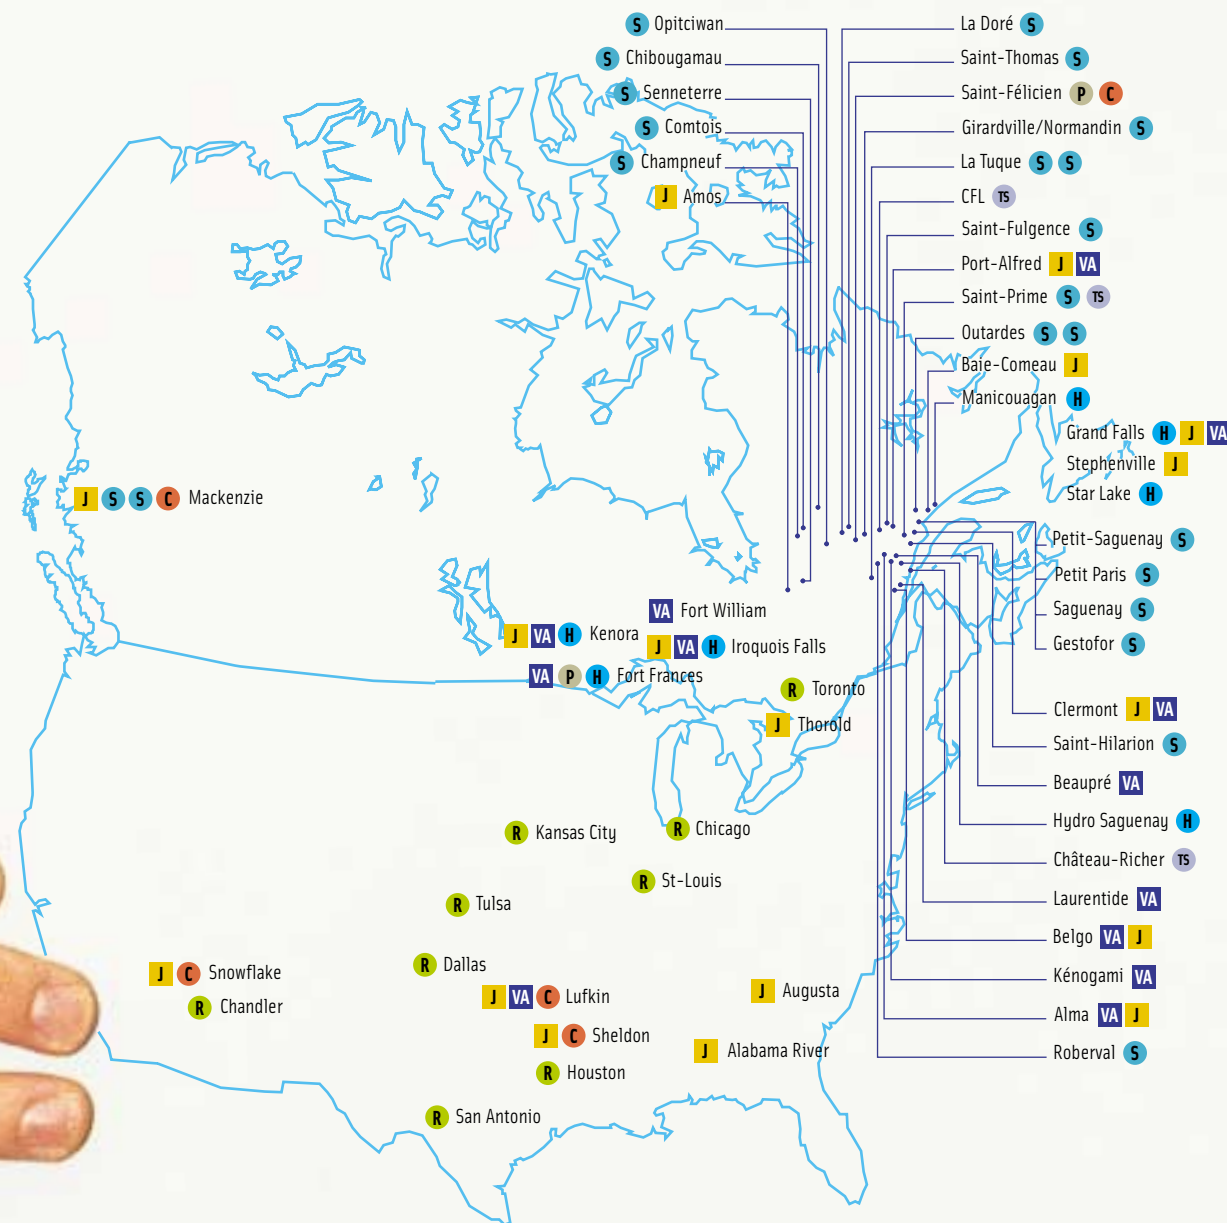 S Opitciwan
S Chibougamau
S Senneterre
S Comtois
S Champneuf
J Amos
La Doré S
Saint-Thomas S
Saint-Félicien P C
Girardville/Normandin S
La Tuque S S
CFL TS
Saint-Fulgence S
Port-Alfred J VA
Saint-Prime S TS
Outardes S S
Baie-Comeau J
Manicouagan H
Grand Falls H J VA
Stephenville J
Star Lake H
Petit-Saguenay S
Petit Paris S
Saguenay S
Gestofor S
Clermont J VA
Saint-Hilarion S
Beaupré VA
Hydro Saguenay H
Château-Richer TS
Laurentide VA
Belgo VA J
Kénogami VA
Alma VA J
Roberval S
J S S C Mackenzie
VA Fort William
J VA H Kenora
J VA H Iroquois Falls
VA P H Fort Frances
R Toronto
J Thorold
R Kansas City
R Chicago
R St-Louis
R Tulsa
R Dallas
J C Snowflake
R Chandler
J VA C Lufkin
J Augusta
J C Sheldon
J Alabama River
R Houston
R San Antonio